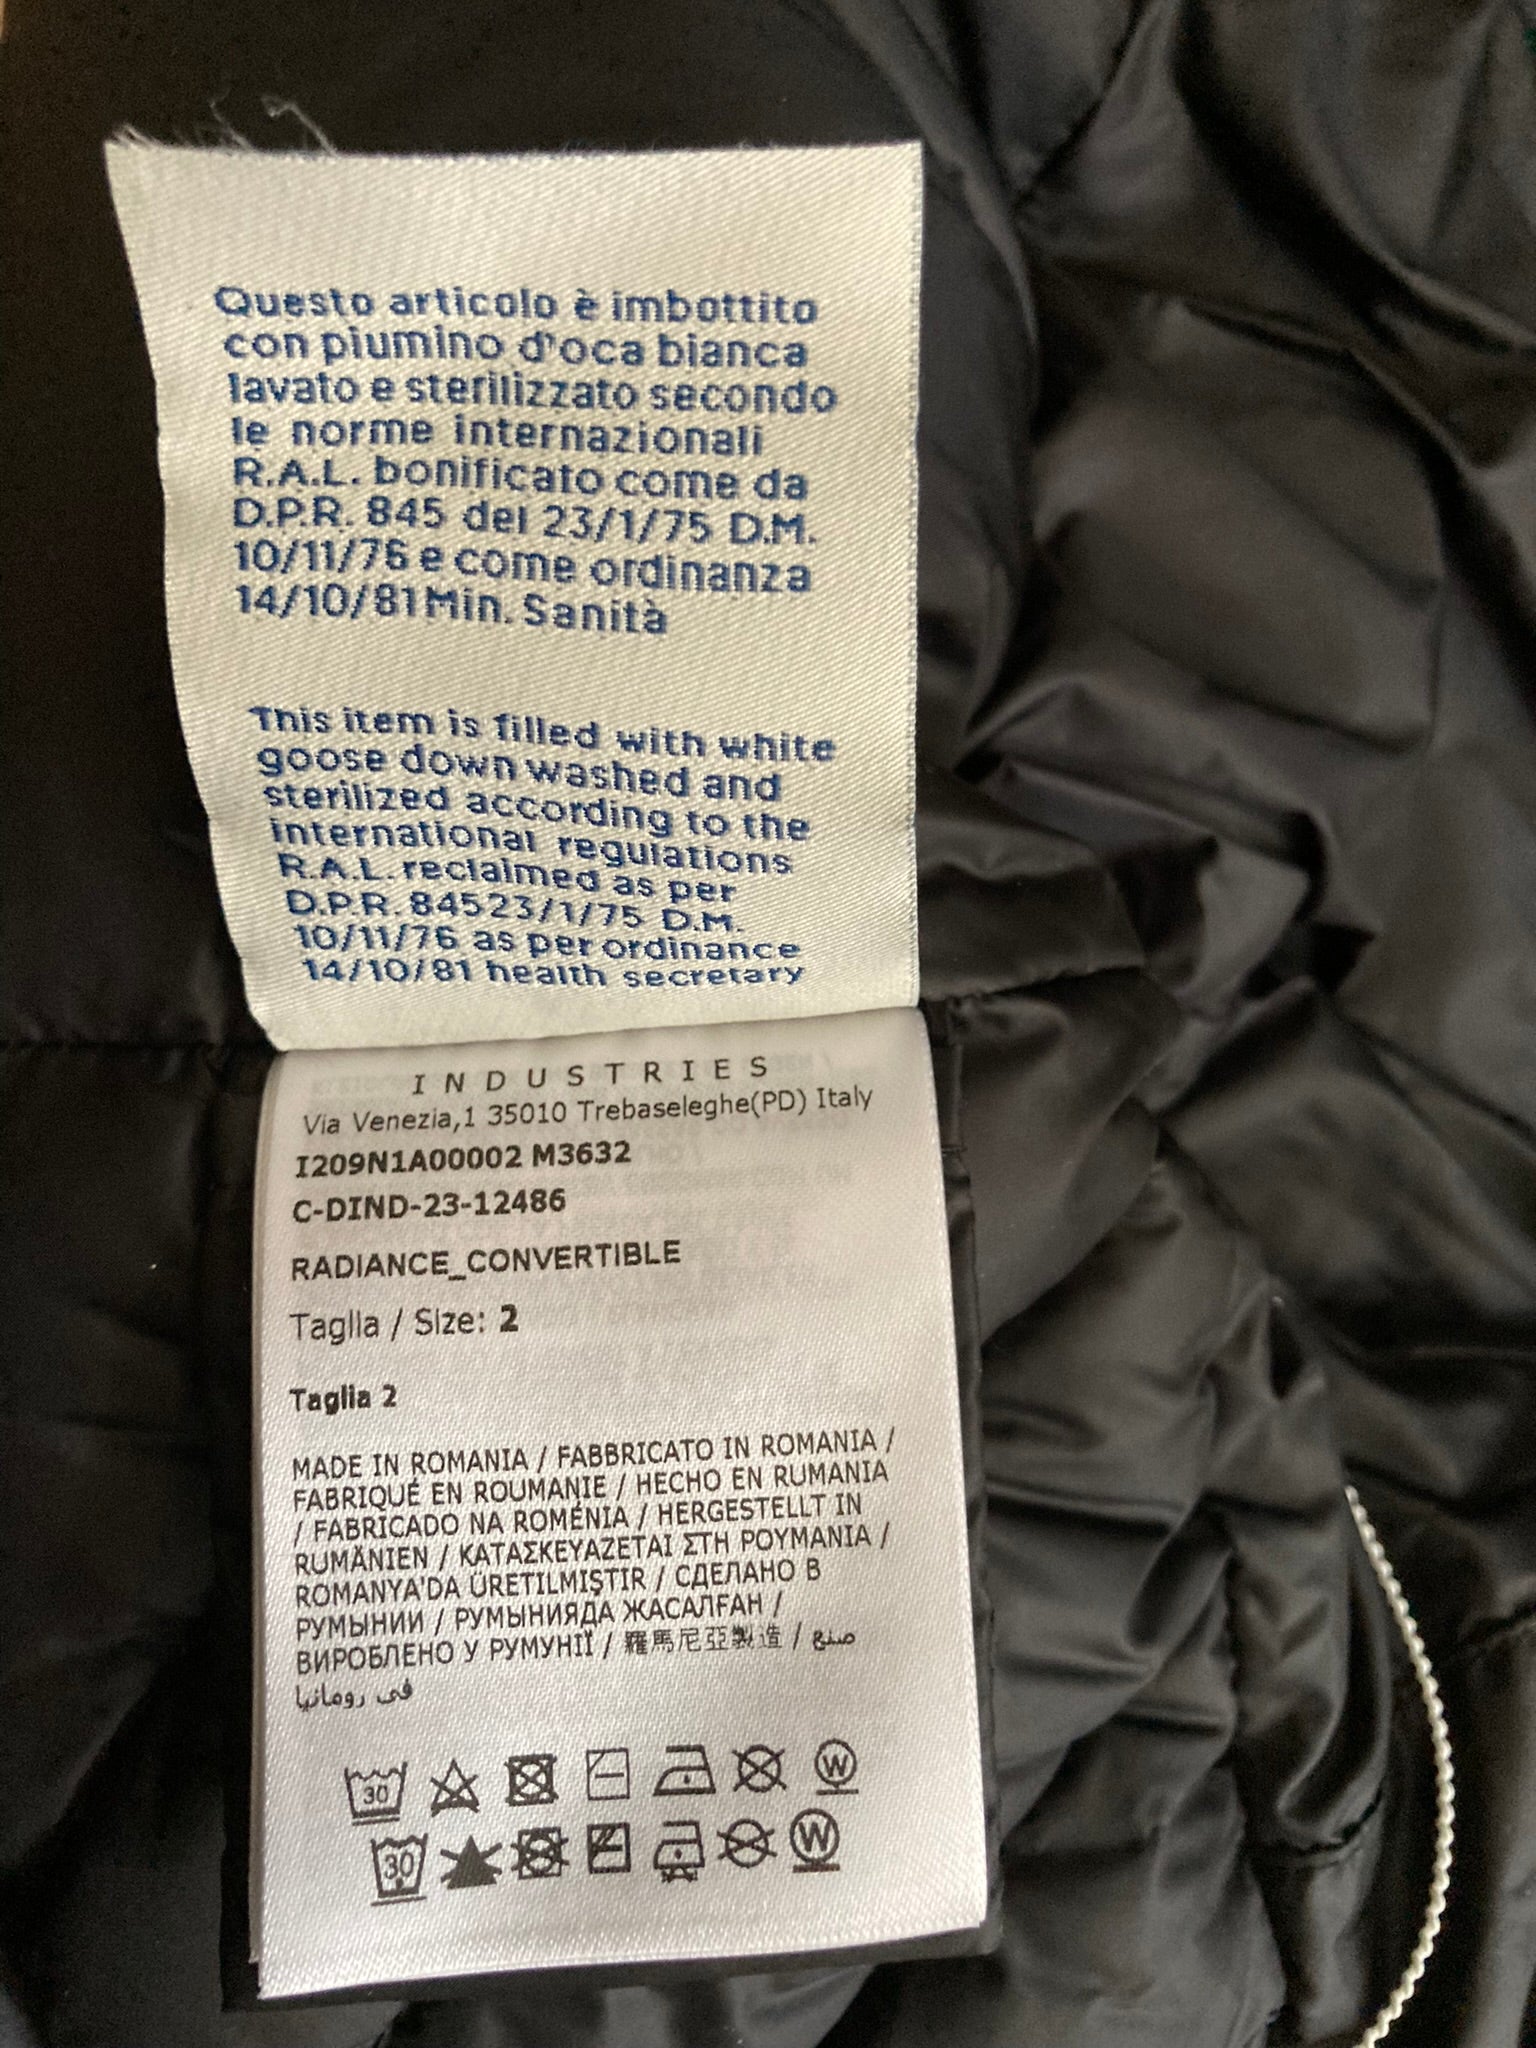 Questo articolo è imbottito
con piumino d'oca bianca
lavato e sterilizzato secondo
le norme internazionali
R.A.L. bonificato come da
D.P.R. 845 del 23/1/75 D.M.
10/11/76 e come ordinanza
14/10/81 Min. Sanità
This item is filled with white
goose down washed and
sterilized according to the
international regulations
R.A.L. reclaimed as per
D.P.R. 84523/1/75 D.M.
10/11/76 as per ordinance
14/10/81 health secretary
INDUSTRIES
Via Venezia,1 35010 Trebaseleghe(PD) Italy
I209N1A00002 M3632
C-DIND-23-12486
RADIANCE_CONVERTIBLE
Taglia / Size: 2
Taglia 2
MADE IN ROMANIA / FABBRICATO IN ROMANIA /
FABRIQUÉ EN ROUMANIE / HECHO EN RUMANIA
/ FABRICADO NA ROMÉNIA / HERGESTELLT IN
RUMÄNIEN / ΚΑΤΑΣΚΕΥΑΖΕΤΑΙ ΣΤΗ ΡΟΥΜΑΝΙΑ /
ROMANYA'DA ÜRETILMIŞTIR / СДЕЛАНО В
РУМЫНИИ / РУМЫНИЯДА ЖАСАЛҒАН /
ВИРОБЛЕНО У РУМУНІЇ / 羅馬尼亞製造 / صنع
في رومانيا
30 W
30 W